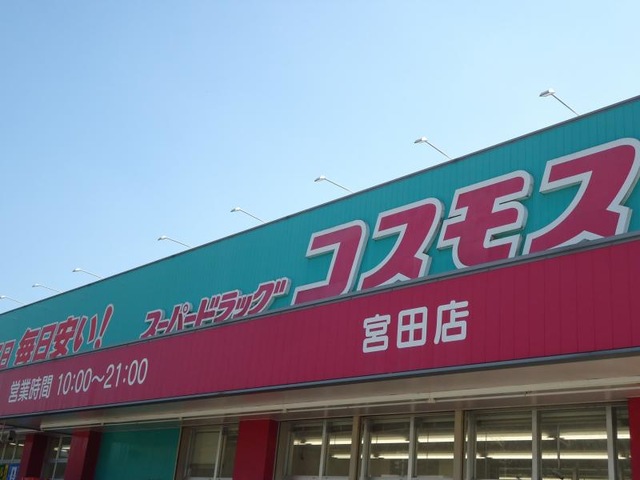 毎日安い!
スーパードラッグ
コスモス
宮田店
営業時間 10:00～21:00